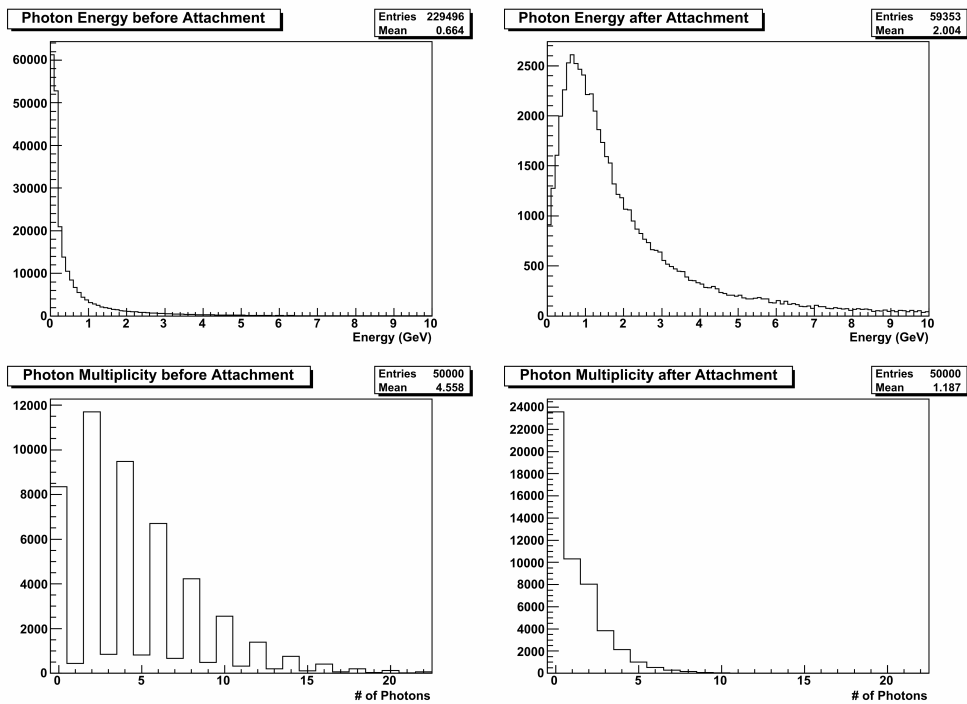 Photon Energy before Attachment
Entries 229496
Mean 0.664
60000
50000
40000
30000
20000
10000
0
0 1 2 3 4 5 6 7 8 9 10
Energy (GeV)
Photon Energy after Attachment
Entries 59353
Mean 2.004
2500
2000
1500
1000
500
0
0 1 2 3 4 5 6 7 8 9 10
Energy (GeV)
Photon Multiplicity before Attachment
Entries 50000
Mean 4.558
12000
10000
8000
6000
4000
2000
0
0 5 10 15 20
# of Photons
Photon Multiplicity after Attachment
Entries 50000
Mean 1.187
24000
22000
20000
18000
16000
14000
12000
10000
8000
6000
4000
2000
0
0 5 10 15 20
# of Photons